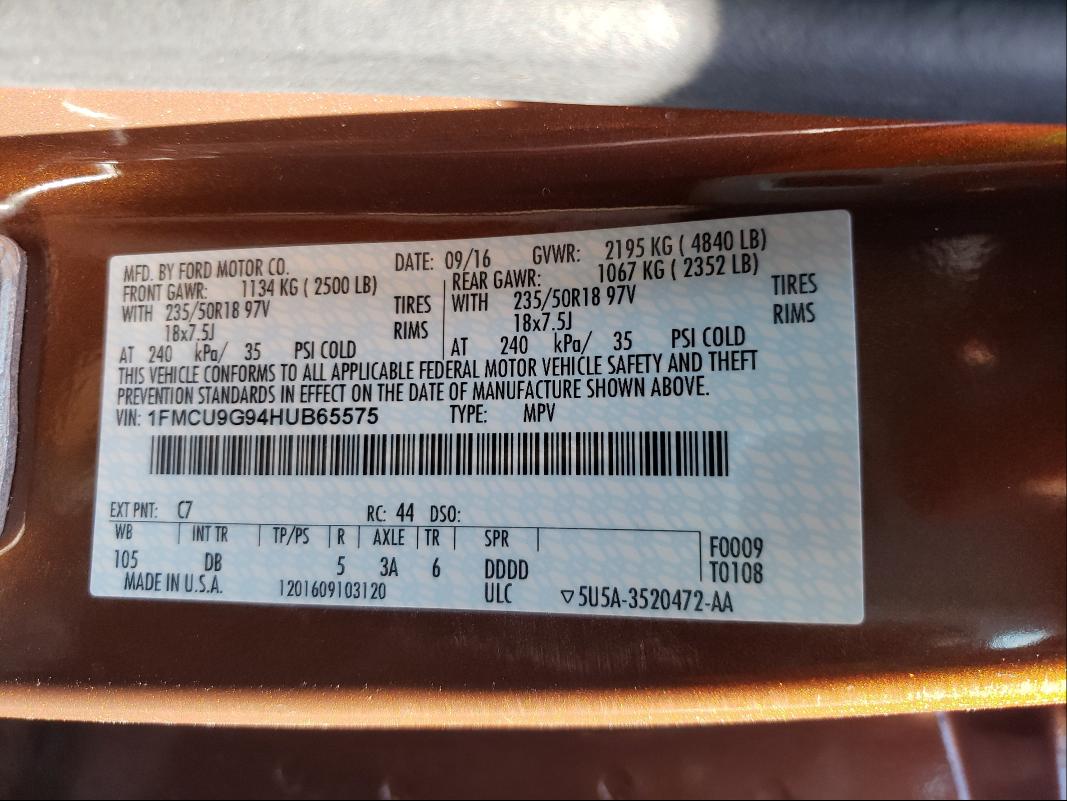 MFD. BY FORD MOTOR CO. DATE: 09/16 GVWR: 2195 KG ( 4840 LB)
FRONT GAWR: 1134 KG ( 2500 LB) REAR GAWR: 1067 KG ( 2352 LB)
WITH 235/50R18 97V TIRES WITH 235/50R18 97V TIRES
18x7.5J RIMS 18x7.5J RIMS
AT 240 kPa/ 35 PSI COLD AT 240 kPa/ 35 PSI COLD
THIS VEHICLE CONFORMS TO ALL APPLICABLE FEDERAL MOTOR VEHICLE SAFETY AND THEFT
PREVENTION STANDARDS IN EFFECT ON THE DATE OF MANUFACTURE SHOWN ABOVE.
VIN: 1FMCU9G94HUB65575 TYPE: MPV
EXT PNT: C7 RC: 44 DSO:
WB INT TR TP/PS R AXLE TR SPR
105 DB 5 3A 6 DDDD
F0009
T0108
MADE IN U.S.A. 1201609103120 ULC ▽5U5A-3520472-AA